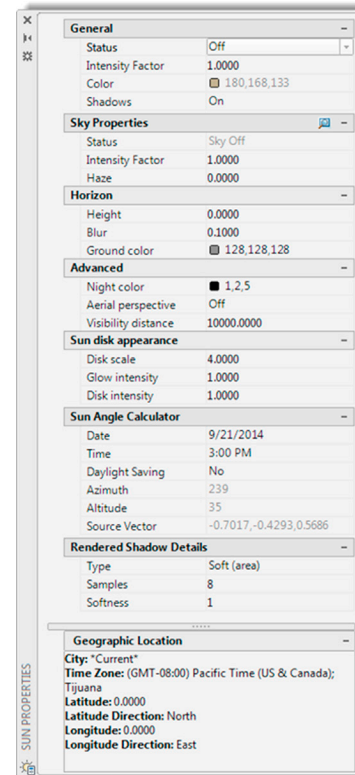 General
Status Off
Intensity Factor 1.0000
Color 180,168,133
Shadows On
Sky Properties
Status Sky Off
Intensity Factor 1.0000
Haze 0.0000
Horizon
Height 0.0000
Blur 0.1000
Ground color 128,128,128
Advanced
Night color 1,2,5
Aerial perspective Off
Visibility distance 10000.0000
Sun disk appearance
Disk scale 4.0000
Glow intensity 1.0000
Disk intensity 1.0000
Sun Angle Calculator
Date 9/21/2014
Time 3:00 PM
Daylight Saving No
Azimuth 239
Altitude 35
Source Vector -0.7017,-0.4293,0.5686
Rendered Shadow Details
Type Soft (area)
Samples 8
Softness 1
Geographic Location
City: "Current"
Time Zone: (GMT-08:00) Pacific Time (US & Canada);
Tijuana
Latitude: 0.0000
Latitude Direction: North
Longitude: 0.0000
Longitude Direction: East
SUN PROPERTIES